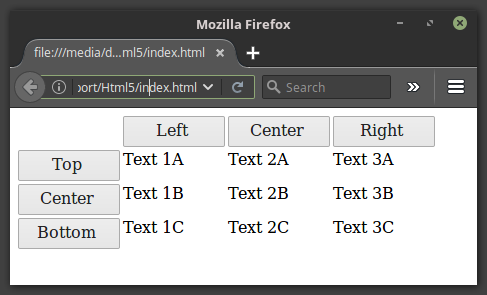 Mozilla Firefox
file:///media/d...ml5/index.html
port/Html5/index.html Search
Left Center Right
Top Text 1A Text 2A Text 3A
Center Text 1B Text 2B Text 3B
Bottom Text 1C Text 2C Text 3C